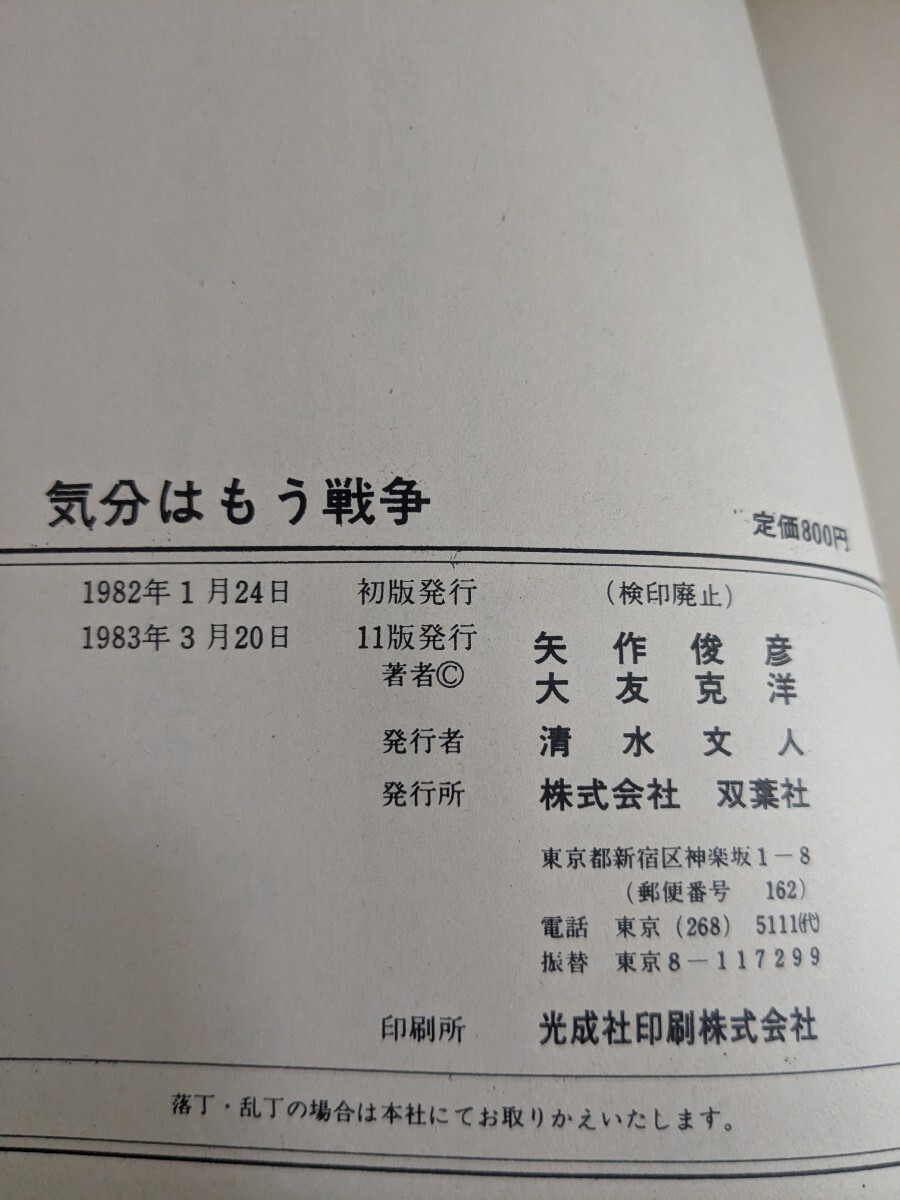 気分はもう戦争
定価800円
1982年1月24日 初版発行 (検印廃止)
1983年3月20日 11版発行
著者© 矢作俊彦
大友克洋
発行者 清水文人
発行所 株式会社 双葉社
東京都新宿区神楽坂1－8
(郵便番号 162)
電話 東京(268) 5111㈹
振替 東京8－117299
印刷所 光成社印刷株式会社
落丁・乱丁の場合は本社にてお取りかえいたします。